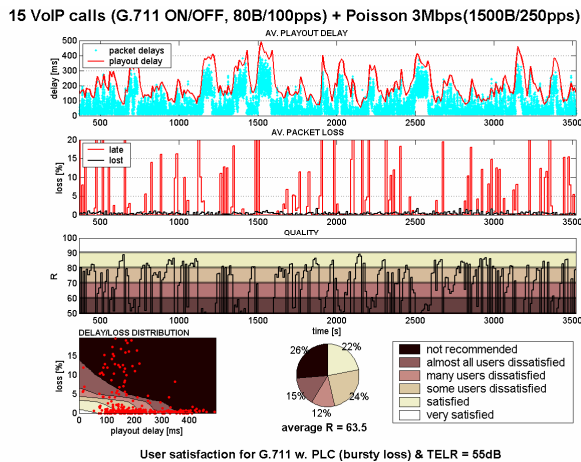 15 VoIP calls (G.711 ON/OFF, 80B/100pps) + Poisson 3Mbps(1500B/250pps)
AV. PLAYOUT DELAY
delay [ms]
500
400
300
200
100
0
packet delays
playout delay
500 1000 1500 2000 2500 3000 3500
AV. PACKET LOSS
loss [%]
20
15
10
5
0
late
lost
500 1000 1500 2000 2500 3000 3500
QUALITY
R
100
90
80
70
60
50
500 1000 1500 2000 2500 3000 3500
time [s]
DELAY/LOSS DISTRIBUTION
loss [%]
15
10
5
0
0 100 200 300 400
playout delay [ms]
26%
22%
15%
24%
12%
average R = 63.5
not recommended
almost all users dissatisfied
many users dissatisfied
some users dissatisfied
satisfied
very satisfied
User satisfaction for G.711 w. PLC (bursty loss) & TELR = 55dB